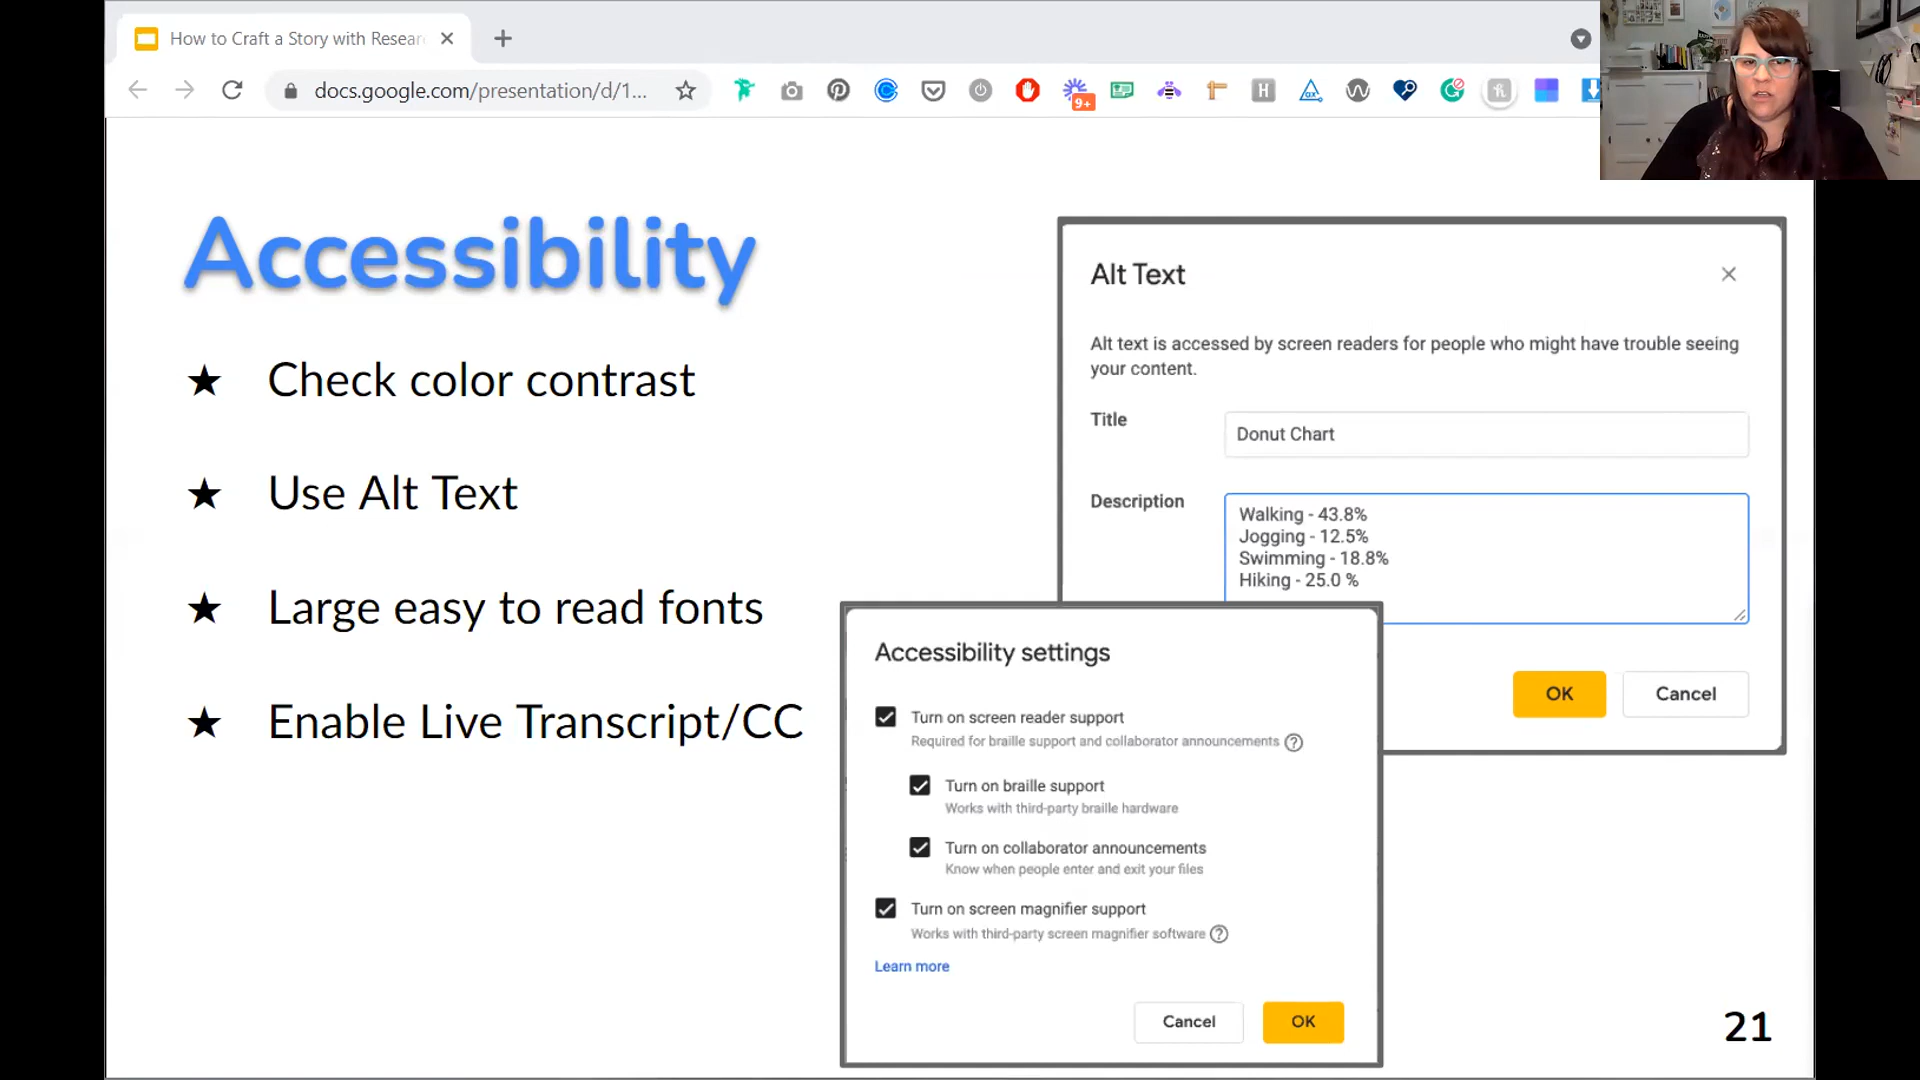 How to Craft a Story with Resear
docs.google.com/presentation/d/1...
9+
H
Accessibility
★ Check color contrast
★ Use Alt Text
★ Large easy to read fonts
★ Enable Live Transcript/CC
Alt Text
Alt text is accessed by screen readers for people who might have trouble seeing
your content.
Title
Donut Chart
Description
Walking - 43.8%
Jogging - 12.5%
Swimming - 18.8%
Hiking - 25.0 %
OK
Cancel
Accessibility settings
Turn on screen reader support
Required for braille support and collaborator announcements
Turn on braille support
Works with third-party braille hardware
Turn on collaborator announcements
Know when people enter and exit your files
Turn on screen magnifier support
Works with third-party screen magnifier software
Learn more
Cancel
OK
21